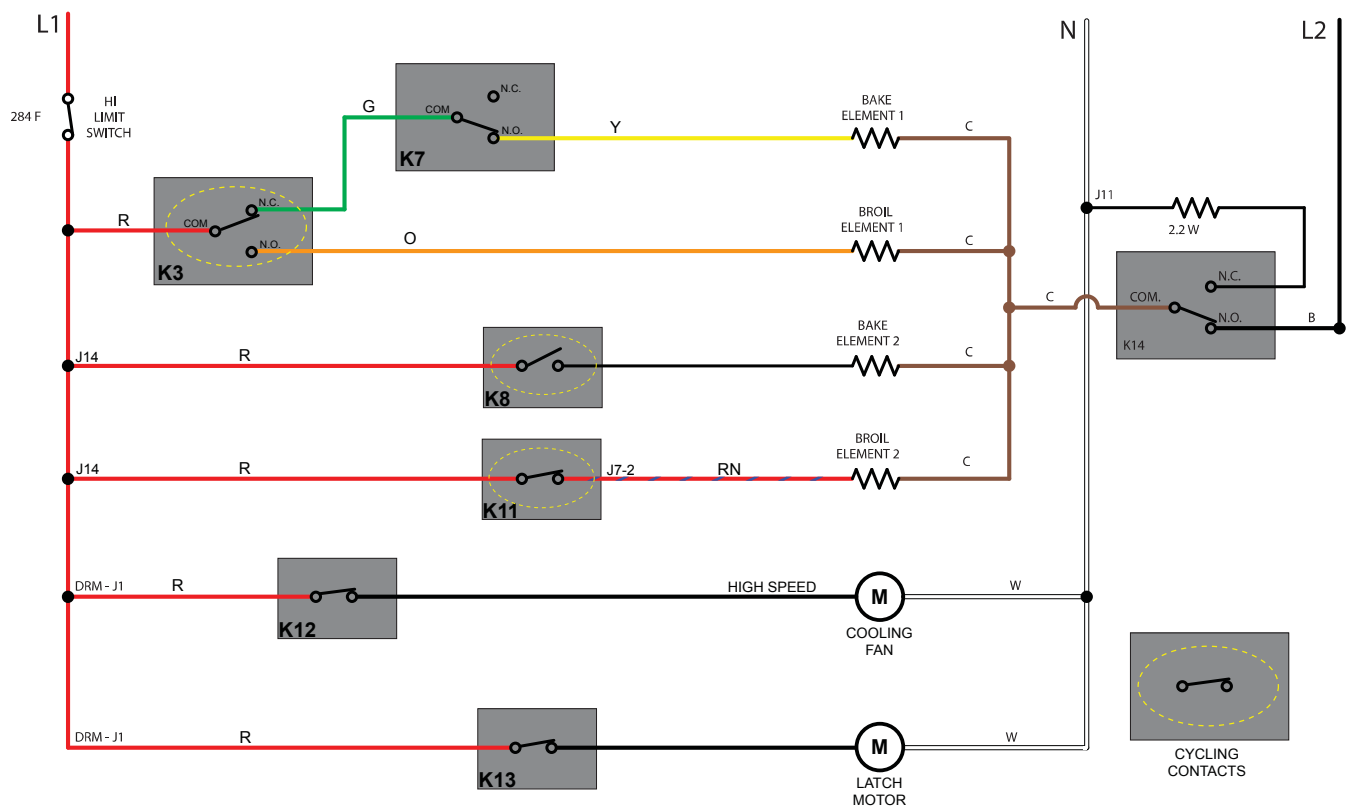 L1
N
L2
284 F
HI
LIMIT
SWITCH
G
COM
N.C.
N.O.
K7
Y
BAKE
ELEMENT 1
C
R
COM
N.C.
N.O.
K3
O
BROIL
ELEMENT 1
C
J11
2.2 W
C
COM.
N.C.
N.O.
K14
B
J14
R
K8
BAKE
ELEMENT 2
C
J14
R
K11
J7-2
RN
BROIL
ELEMENT 2
C
DRM - J1
R
K12
HIGH SPEED
M
COOLING
FAN
W
DRM - J1
R
K13
M
LATCH
MOTOR
W
CYCLING
CONTACTS